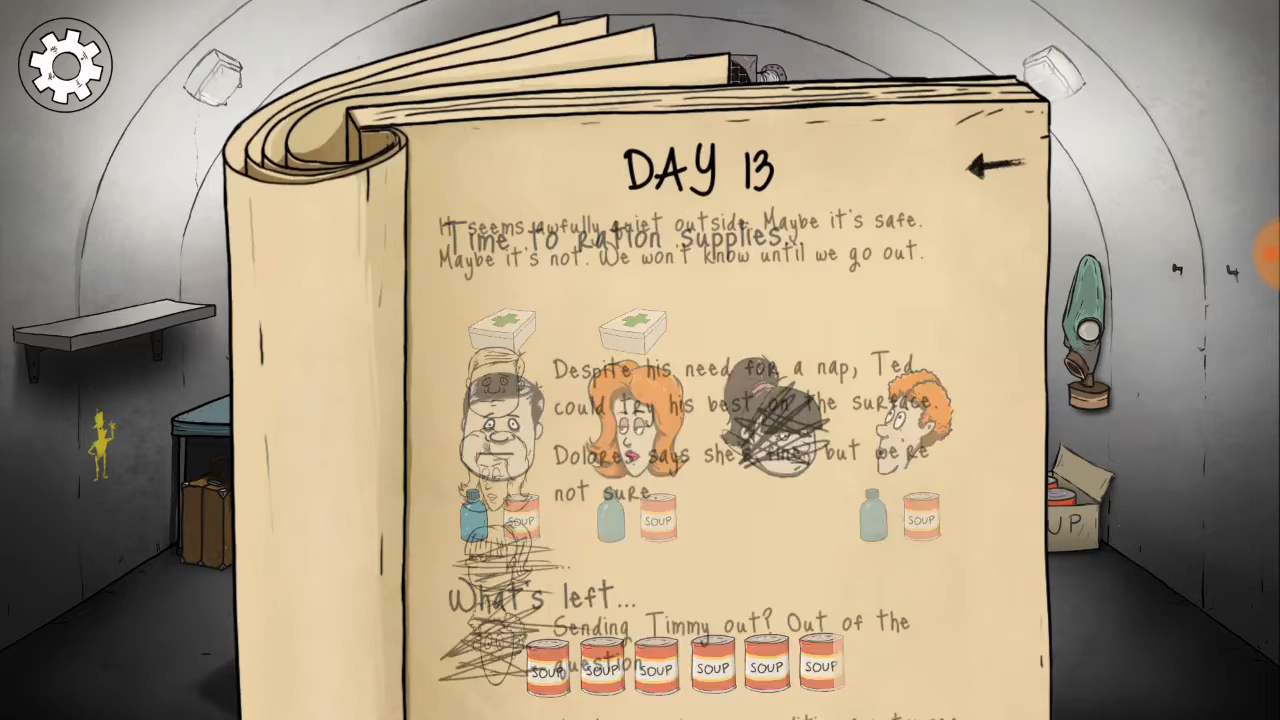 DAY 13
It seems awfully quiet outside. Maybe it's safe.
Time to ration supplies.
Maybe it's not. We won't know until we go out.
Despite his need for a nap, Ted
could try his best on the surface
Dolores says she's fine, but we're
not sure.
SOUP SOUP SOUP
UP
What's left...
Sending Timmy out? Out of the
question
SOUP SOUP SOUP SOUP SOUP SOUP